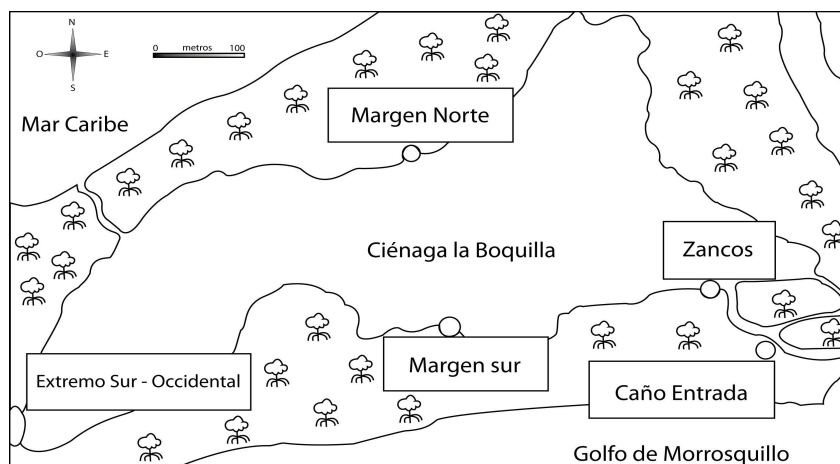 N
O E
S
0 metros 100
Mar Caribe
Margen Norte
Ciénaga la Boquilla
Zancos
Extremo Sur - Occidental
Margen sur
Caño Entrada
Golfo de Morrosquillo